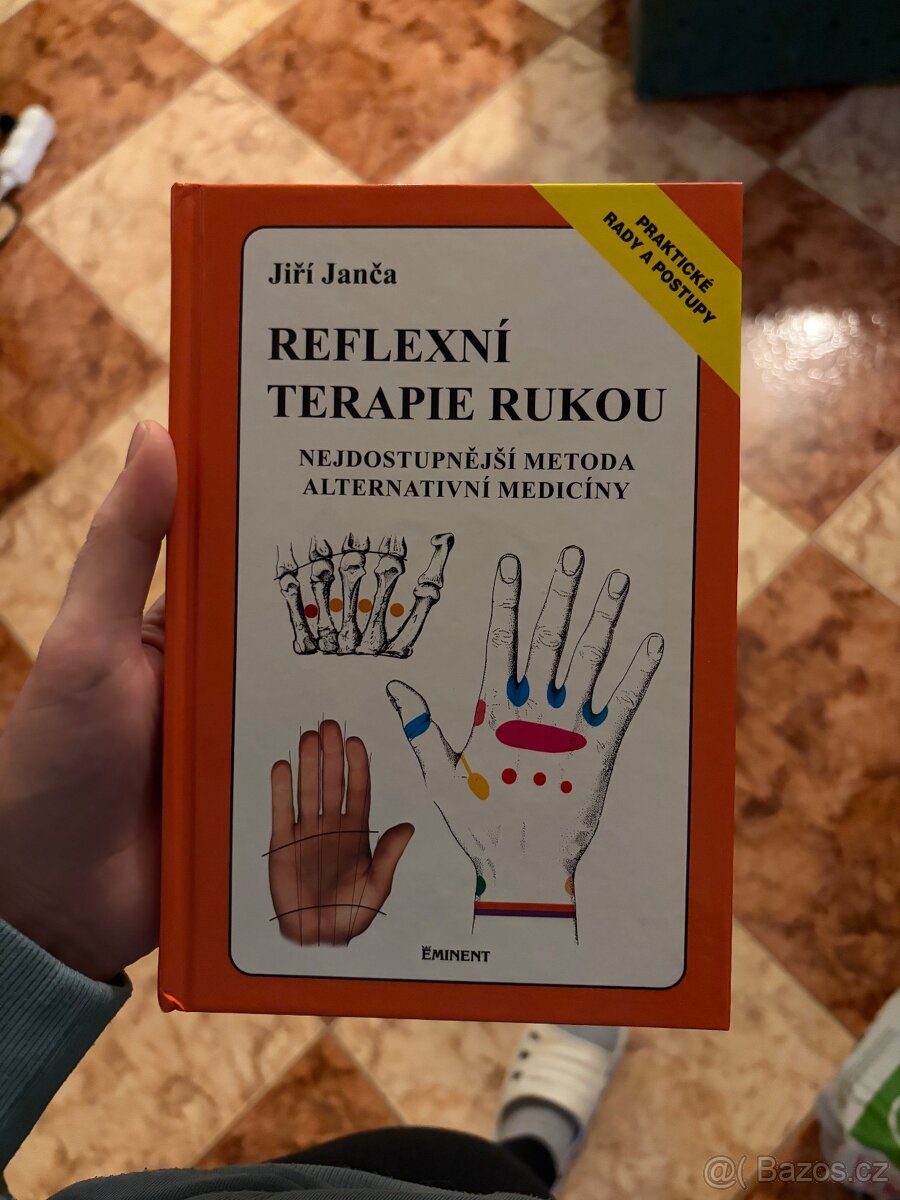 PRAKTICKÉ
RADY A POSTUPY
Jiří Janča
REFLEXNÍ
TERAPIE RUKOU
NEJDOSTUPNĚJŠÍ METODA
ALTERNATIVNÍ MEDICÍNY
EMINENT
@( Bazos.cz